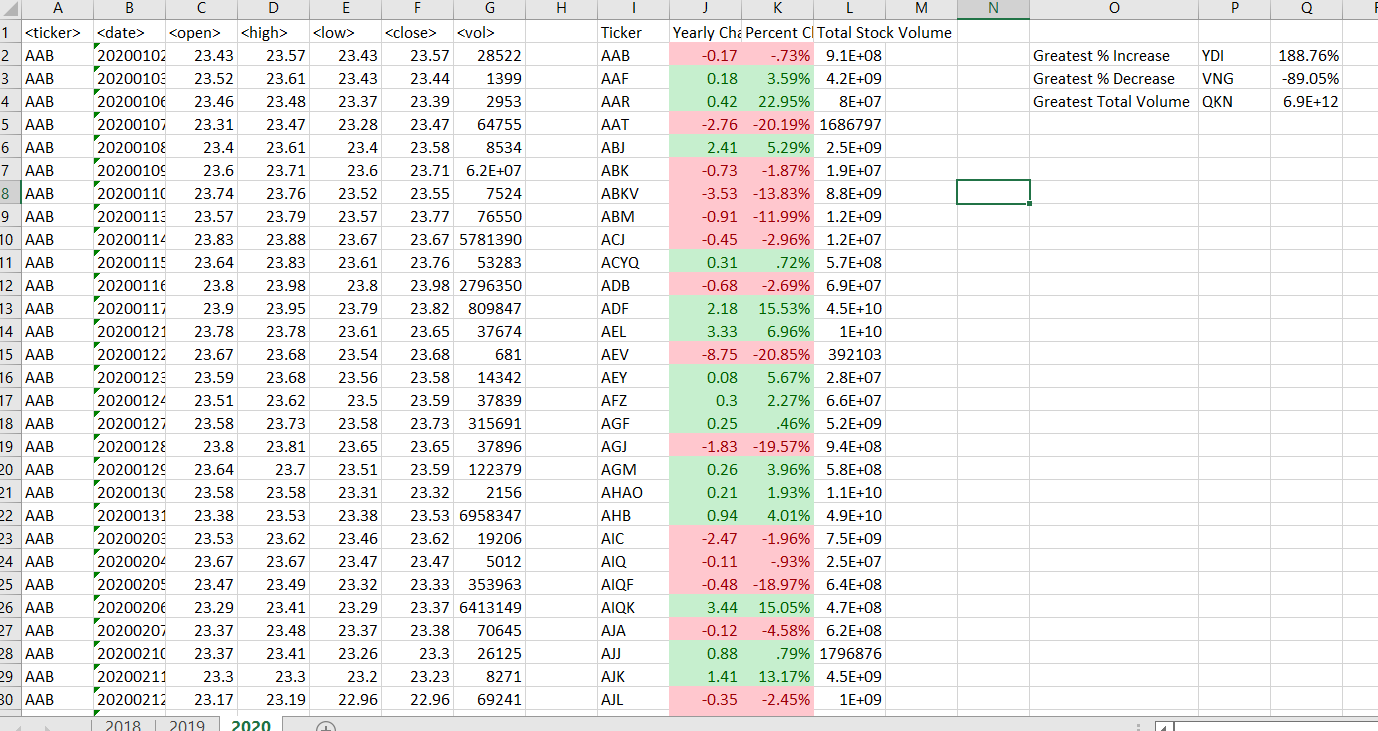 A B C D E F G H I J K L M N O P Q
1 <ticker> <date> <open> <high> <low> <close> <vol> Ticker Yearly Cha Percent Cl Total Stock Volume
2 AAB 20200102 23.43 23.57 23.43 23.57 28522 AAB -0.17 -.73% 9.1E+08 Greatest % Increase YDI 188.76%
3 AAB 20200103 23.52 23.61 23.43 23.44 1399 AAF 0.18 3.59% 4.2E+09 Greatest % Decrease VNG -89.05%
4 AAB 20200106 23.46 23.48 23.37 23.39 2953 AAR 0.42 22.95% 8E+07 Greatest Total Volume QKN 6.9E+12
5 AAB 20200107 23.31 23.47 23.28 23.47 64755 AAT -2.76 -20.19% 1686797
6 AAB 20200108 23.4 23.61 23.4 23.58 8534 ABJ 2.41 5.29% 2.5E+09
7 AAB 20200109 23.6 23.71 23.6 23.71 6.2E+07 ABK -0.73 -1.87% 1.9E+07
8 AAB 20200110 23.74 23.76 23.52 23.55 7524 ABKV -3.53 -13.83% 8.8E+09
9 AAB 20200113 23.57 23.79 23.57 23.77 76550 ABM -0.91 -11.99% 1.2E+09
10 AAB 20200114 23.83 23.88 23.67 23.67 5781390 ACJ -0.45 -2.96% 1.2E+07
11 AAB 20200115 23.64 23.83 23.61 23.76 53283 ACYQ 0.31 .72% 5.7E+08
12 AAB 20200116 23.8 23.98 23.8 23.98 2796350 ADB -0.68 -2.69% 6.9E+07
13 AAB 20200117 23.9 23.95 23.79 23.82 809847 ADF 2.18 15.53% 4.5E+10
14 AAB 20200121 23.78 23.78 23.61 23.65 37674 AEL 3.33 6.96% 1E+10
15 AAB 20200122 23.67 23.68 23.54 23.68 681 AEV -8.75 -20.85% 392103
16 AAB 20200123 23.59 23.68 23.56 23.58 14342 AEY 0.08 5.67% 2.8E+07
17 AAB 20200124 23.51 23.62 23.5 23.59 37839 AFZ 0.3 2.27% 6.6E+07
18 AAB 20200127 23.58 23.73 23.58 23.73 315691 AGF 0.25 .46% 5.2E+09
19 AAB 20200128 23.8 23.81 23.65 23.65 37896 AGJ -1.83 -19.57% 9.4E+08
20 AAB 20200129 23.64 23.7 23.51 23.59 122379 AGM 0.26 3.96% 5.8E+08
21 AAB 20200130 23.58 23.58 23.31 23.32 2156 AHAO 0.21 1.93% 1.1E+10
22 AAB 20200131 23.38 23.53 23.38 23.53 6958347 AHB 0.94 4.01% 4.9E+10
23 AAB 20200203 23.53 23.62 23.46 23.62 19206 AIC -2.47 -1.96% 7.5E+09
24 AAB 20200204 23.67 23.67 23.47 23.47 5012 AIQ -0.11 -.93% 2.5E+07
25 AAB 20200205 23.47 23.49 23.32 23.33 353963 AIQF -0.48 -18.97% 6.4E+08
26 AAB 20200206 23.29 23.41 23.29 23.37 6413149 AIQK 3.44 15.05% 4.7E+08
27 AAB 20200207 23.37 23.48 23.37 23.38 70645 AJA -0.12 -4.58% 6.2E+08
28 AAB 20200210 23.37 23.41 23.26 23.3 26125 AJJ 0.88 .79% 1796876
29 AAB 20200211 23.3 23.3 23.2 23.23 8271 AJK 1.41 13.17% 4.5E+09
30 AAB 20200212 23.17 23.19 22.96 22.96 69241 AJL -0.35 -2.45% 1E+09
2018 2019 2020